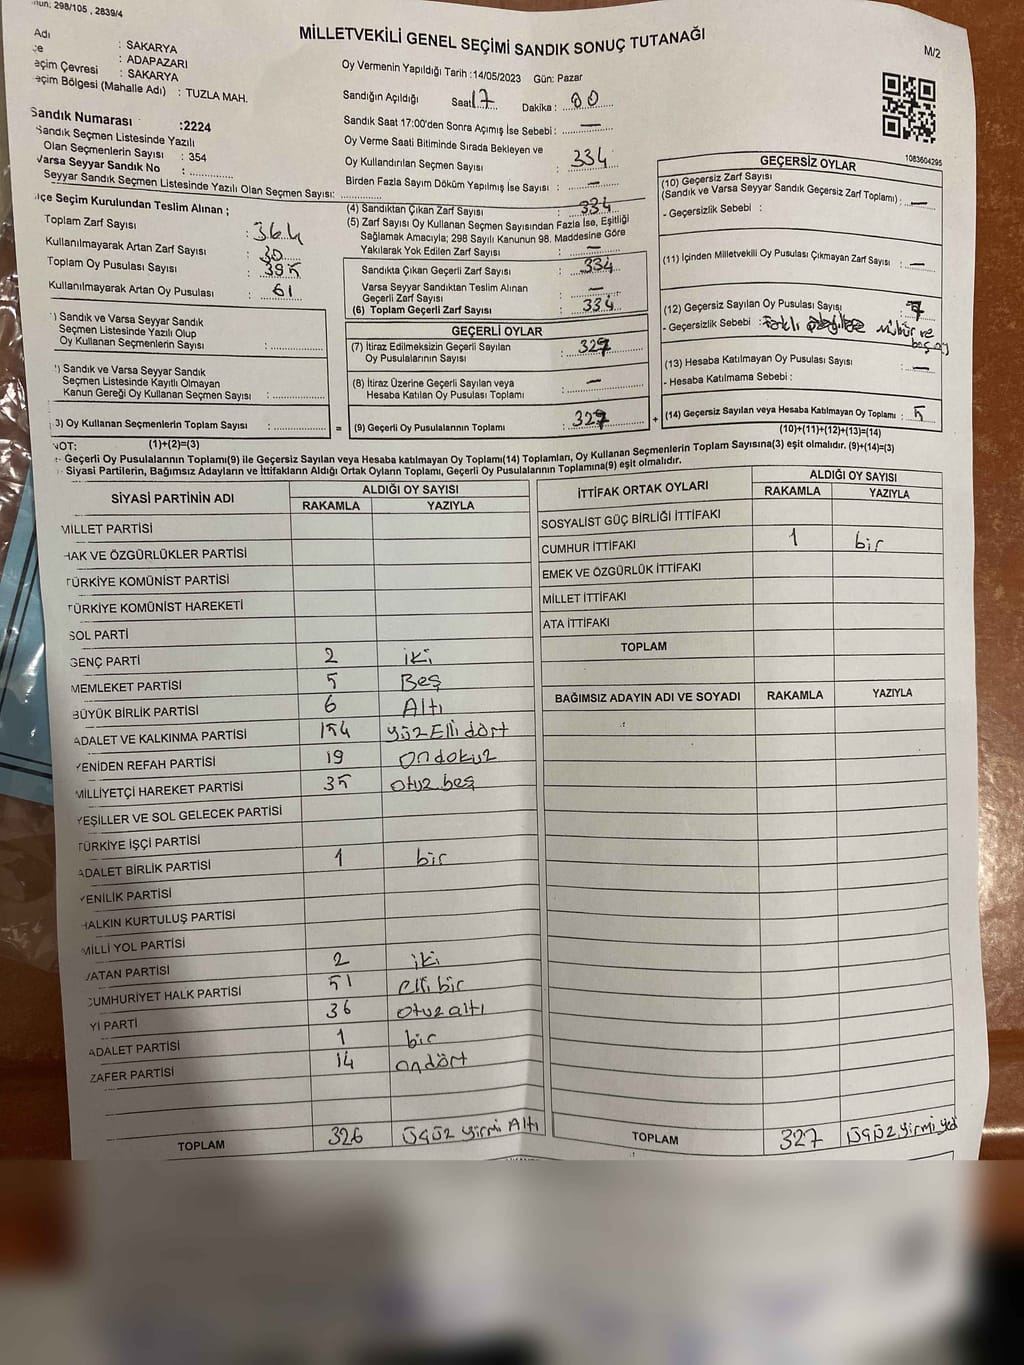 298/105 , 2839/4
MİLLETVEKİLİ GENEL SEÇİMİ SANDIK SONUÇ TUTANAĞI
M/2
Adı : SAKARYA
: ADAPAZARI
eçim Çevresi : SAKARYA
eçim Bölgesi (Mahalle Adı) : TUZLA MAH.
Sandık Numarası :2224
Sandık Seçmen Listesinde Yazılı
Olan Seçmenlerin Sayısı : 354
Varsa Seyyar Sandık No :
Seyyar Sandık Seçmen Listesinde Yazılı Olan Seçmen Sayısı:
Oy Vermenin Yapıldığı Tarih :14/05/2023 Gün: Pazar
Sandığın Açıldığı Saat 17 Dakika : 00
Sandık Saat 17:00'den Sonra Açımış İse Sebebi : —
Oy Verme Saati Bitiminde Sırada Bekleyen ve
Oy Kullandırılan Seçmen Sayısı : 334
Birden Fazla Sayım Döküm Yapılmış İse Sayısı : —
1083604295
lçe Seçim Kurulundan Teslim Alınan ;
Toplam Zarf Sayısı : 364
Kullanılmayarak Artan Zarf Sayısı : 30
Toplam Oy Pusulası Sayısı : 395
Kullanılmayarak Artan Oy Pusulası : 61
) Sandık ve Varsa Seyyar Sandık
Seçmen Listesinde Yazılı Olup
Oy Kullanan Seçmenlerin Sayısı :
) Sandık ve Varsa Seyyar Sandık
Seçmen Listesinde Kayıtlı Olmayan
Kanun Gereği Oy Kullanan Seçmen Sayısı :
3) Oy Kullanan Seçmenlerin Toplam Sayısı :
(1)+(2)=(3)
(4) Sandıktan Çıkan Zarf Sayısı : 334
(5) Zarf Sayısı Oy Kullanan Seçmen Sayısından Fazla İse, Eşitliği
Sağlamak Amacıyla; 298 Sayılı Kanunun 98. Maddesine Göre
Yakılarak Yok Edilen Zarf Sayısı : —
Sandıkta Çıkan Geçerli Zarf Sayısı : 334
Varsa Seyyar Sandıktan Teslim Alınan
Geçerli Zarf Sayısı : —
(6) Toplam Geçerli Zarf Sayısı : 334
GEÇERLİ OYLAR
(7) İtiraz Edilmeksizin Geçerli Sayılan
Oy Pusulalarının Sayısı : 327
(8) İtiraz Üzerine Geçerli Sayılan veya
Hesaba Katılan Oy Pusulası Toplamı : —
= (9) Geçerli Oy Pusulalarının Toplamı : 327 +
GEÇERSİZ OYLAR
(10) Geçersiz Zarf Sayısı
(Sandık ve Varsa Seyyar Sandık Geçersiz Zarf Toplamı) : —
- Geçersizlik Sebebi :
(11) İçinden Milletvekili Oy Pusulası Çıkmayan Zarf Sayısı : —
(12) Geçersiz Sayılan Oy Pusulası Sayısı : 7
- Geçersizlik Sebebi : Farklı mühür ve
boş oy
(13) Hesaba Katılmayan Oy Pusulası Sayısı : —
- Hesaba Katılmama Sebebi :
(14) Geçersiz Sayılan veya Hesaba Katılmayan Oy Toplamı : 5
(10)+(11)+(12)+(13)=(14)
NOT:
- Geçerli Oy Pusulalarının Toplamı(9) ile Geçersiz Sayılan veya Hesaba katılmayan Oy Toplamı(14) Toplamları, Oy Kullanan Seçmenlerin Toplam Sayısına(3) eşit olmalıdır. (9)+(14)=(3)
- Siyasi Partilerin, Bağımsız Adayların ve İttifakların Aldığı Ortak Oyların Toplamı, Geçerli Oy Pusulalarının Toplamına(9) eşit olmalıdır.
SİYASİ PARTİNİN ADI ALDIĞI OY SAYISI
RAKAMLA YAZIYLA
MİLLET PARTİSİ
HAK VE ÖZGÜRLÜKLER PARTİSİ
TÜRKİYE KOMÜNİST PARTİSİ
TÜRKİYE KOMÜNİST HAREKETİ
SOL PARTİ
GENÇ PARTİ 2 iki
MEMLEKET PARTİSİ 5 Beş
BÜYÜK BİRLİK PARTİSİ 6 Altı
ADALET VE KALKINMA PARTİSİ 154 yüz Elli dört
YENİDEN REFAH PARTİSİ 19 ondokuz
MİLLİYETÇİ HAREKET PARTİSİ 35 otuz beş
YEŞİLLER VE SOL GELECEK PARTİSİ
TÜRKİYE İŞÇİ PARTİSİ
ADALET BİRLİK PARTİSİ 1 bir
YENİLİK PARTİSİ
HALKIN KURTULUŞ PARTİSİ
MİLLİ YOL PARTİSİ
VATAN PARTİSİ 2 iki
CUMHURİYET HALK PARTİSİ 51 elli bir
Yİ PARTİ 36 otuz altı
ADALET PARTİSİ 1 bir
ZAFER PARTİSİ 14 ondört
TOPLAM 326 üçüz yirmi Altı
İTTİFAK ORTAK OYLARI ALDIĞI OY SAYISI
RAKAMLA YAZIYLA
SOSYALİST GÜÇ BİRLİĞİ İTTİFAKI
CUMHUR İTTİFAKI 1 bir
EMEK VE ÖZGÜRLÜK İTTİFAKI
MİLLET İTTİFAKI
ATA İTTİFAKI
TOPLAM
BAĞIMSIZ ADAYIN ADI VE SOYADI RAKAMLA YAZIYLA
TOPLAM 327 üçüz yirmi yedi